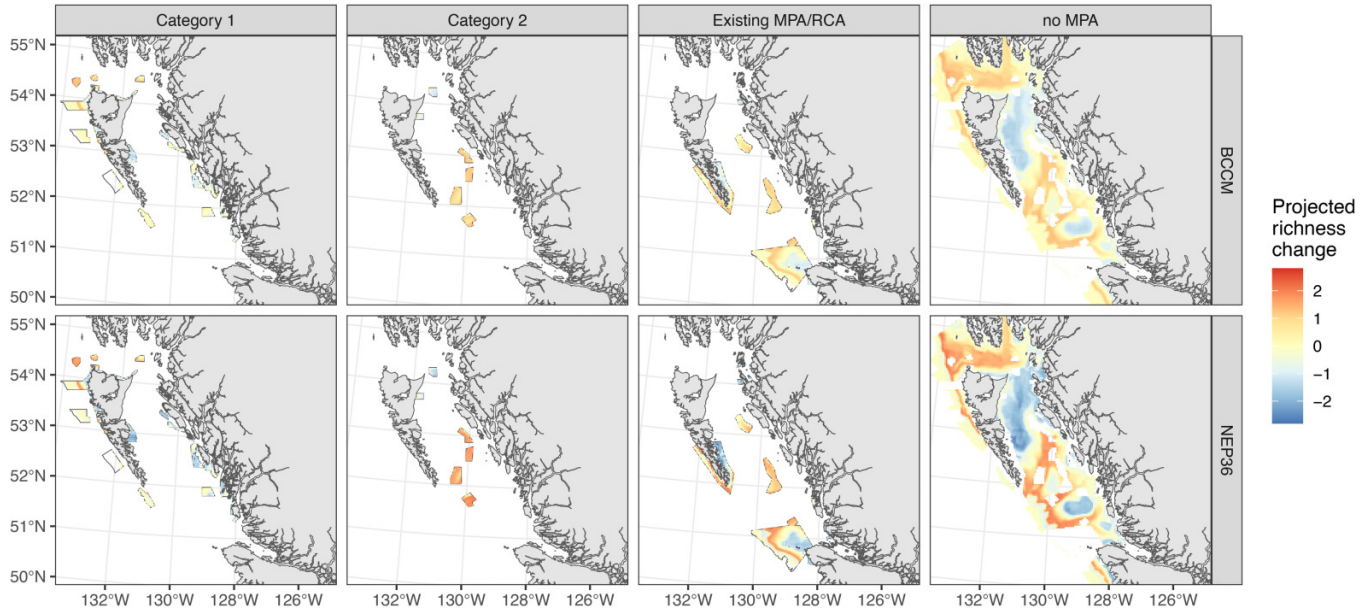 Category 1
Category 2
Existing MPA/RCA
no MPA
55°N
54°N
53°N
52°N
51°N
50°N
BCCM
55°N
54°N
53°N
52°N
51°N
50°N
NEP36
132°W 130°W 128°W 126°W
132°W 130°W 128°W 126°W
132°W 130°W 128°W 126°W
132°W 130°W 128°W 126°W
Projected
richness
change
2
1
0
−1
−2